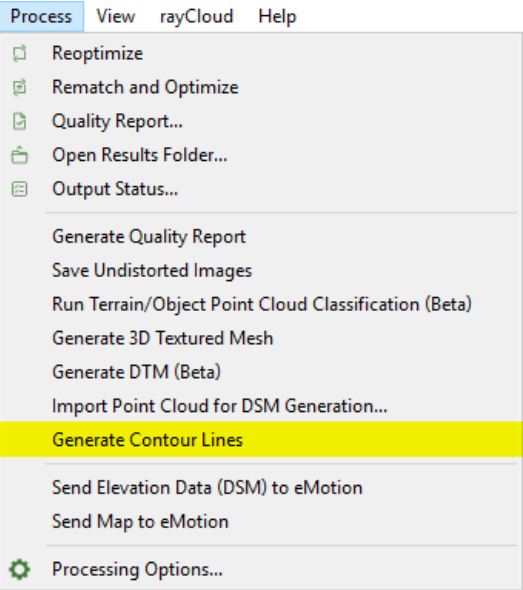 Process View rayCloud Help
Reoptimize
Rematch and Optimize
Quality Report...
Open Results Folder...
Output Status...
Generate Quality Report
Save Undistorted Images
Run Terrain/Object Point Cloud Classification (Beta)
Generate 3D Textured Mesh
Generate DTM (Beta)
Import Point Cloud for DSM Generation...
Generate Contour Lines
Send Elevation Data (DSM) to eMotion
Send Map to eMotion
Processing Options...